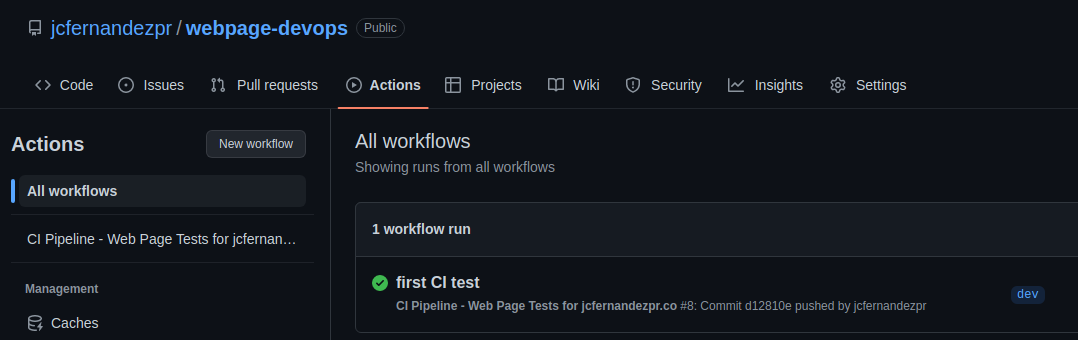 jcfernandezpr / webpage-devops Public
Code Issues Pull requests Actions Projects Wiki Security Insights Settings
Actions New workflow
All workflows
CI Pipeline - Web Page Tests for jcfernan…
Management
Caches
All workflows
Showing runs from all workflows
1 workflow run
first CI test
CI Pipeline - Web Page Tests for jcfernandezpr.co #8: Commit d12810e pushed by jcfernandezpr
dev